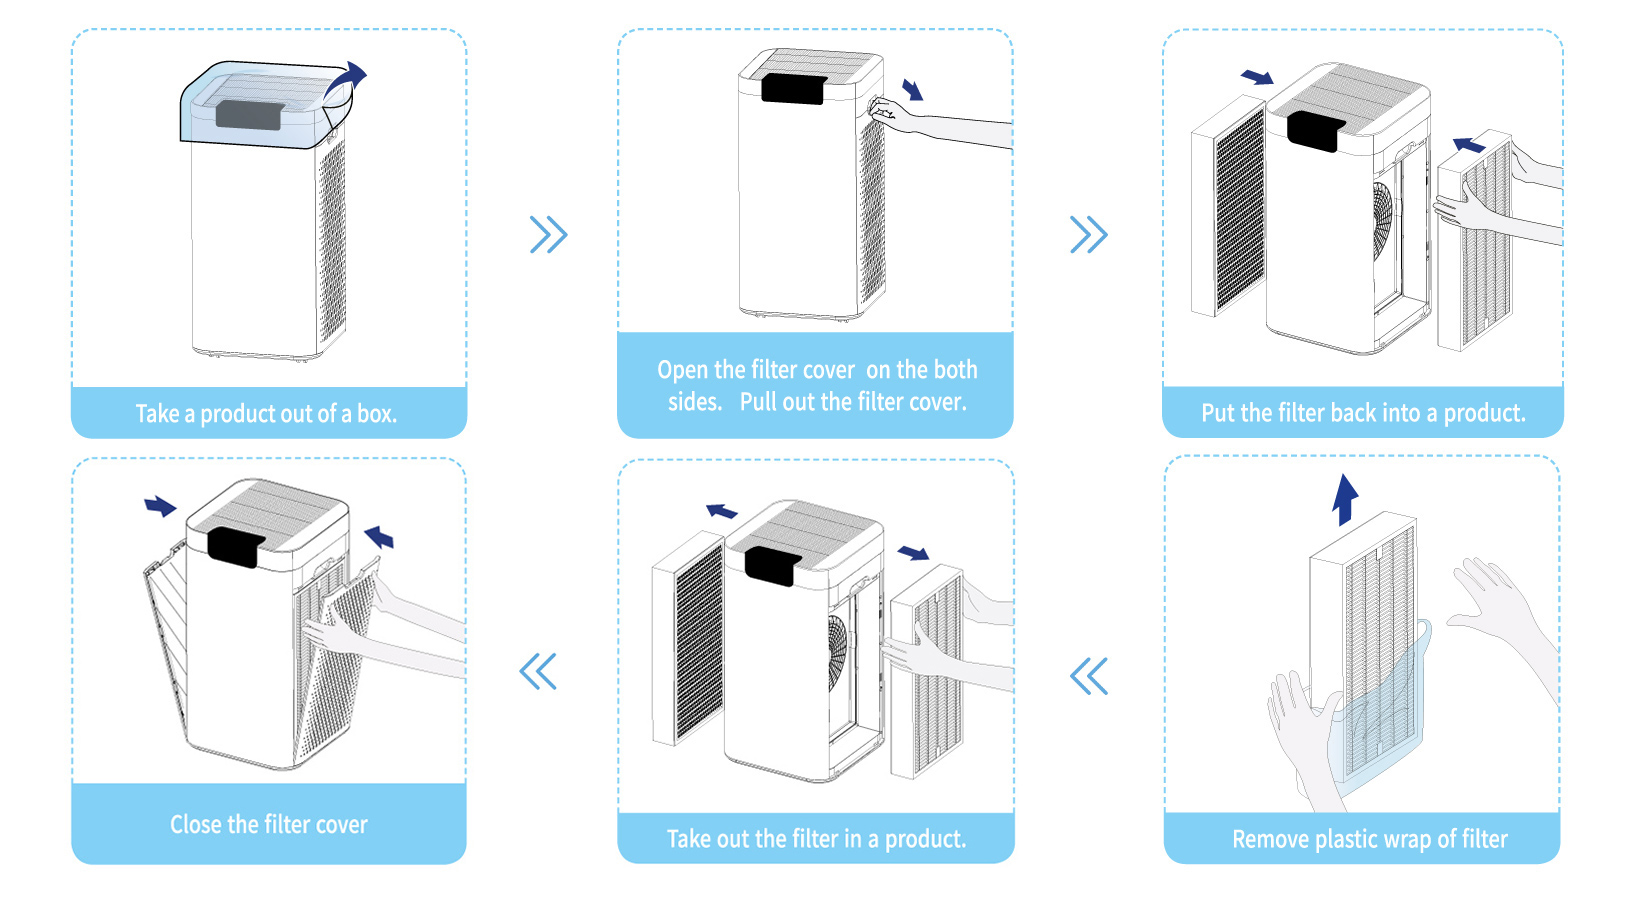 Take a product out of a box.
Open the filter cover on the both
sides. Pull out the filter cover.
Put the filter back into a product.
Close the filter cover
Take out the filter in a product.
Remove plastic wrap of filter